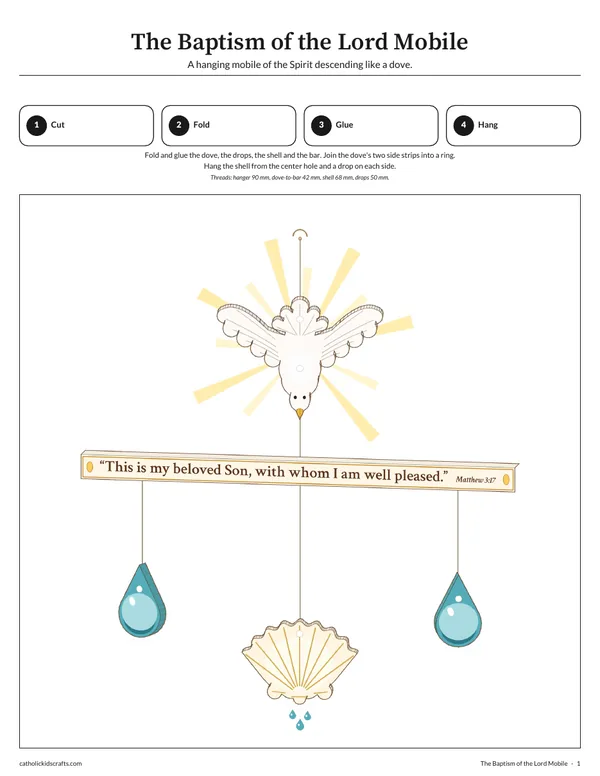 The Baptism of the Lord Mobile
A hanging mobile of the Spirit descending like a dove.
1 Cut
2 Fold
3 Glue
4 Hang
Fold and glue the dove, the drops, the shell and the bar. Join the dove's two side strips into a ring.
Hang the shell from the center hole and a drop on each side.
Threads: hanger 90 mm, dove-to-bar 42 mm, shell 68 mm, drops 50 mm.
“This is my beloved Son, with whom I am well pleased.” Matthew 3:17
catholickidscrafts.com
The Baptism of the Lord Mobile - 1